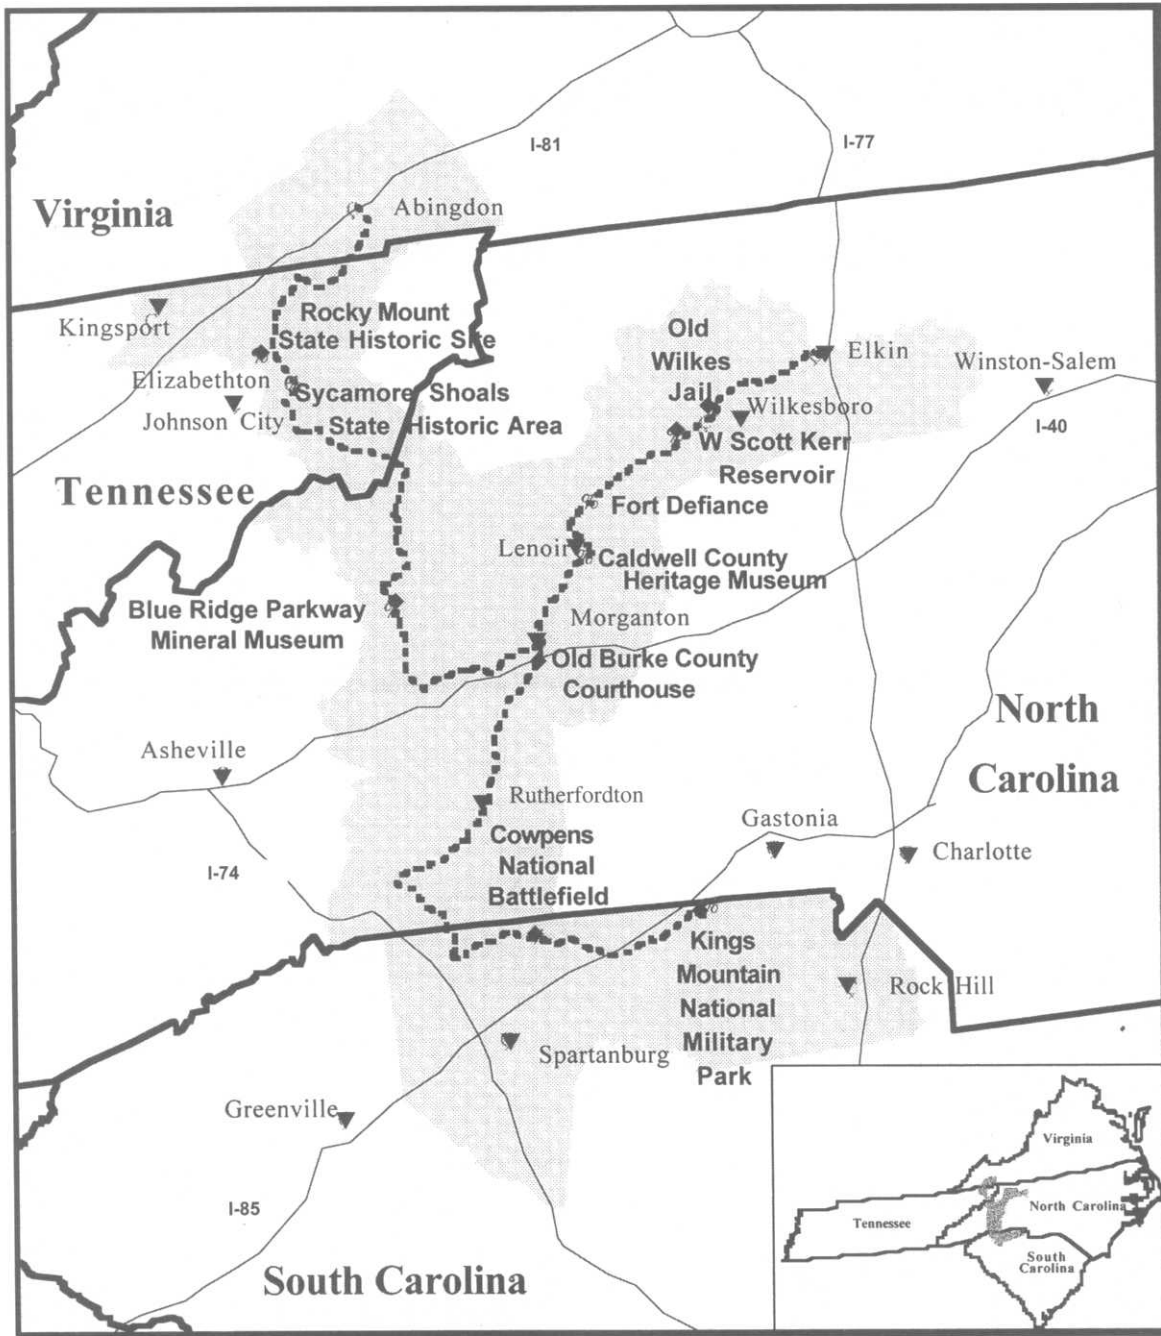 I-81
I-77
Virginia
Abingdon
Kingsport
Rocky Mount
State Historic Site
Old
Wilkes
Jail
Elkin
Winston-Salem
Elizabethton
Johnson City
Sycamore Shoals
State Historic Area
Wilkesboro
I-40
W Scott Kerr
Reservoir
Tennessee
Fort Defiance
Lenoir
Caldwell County
Heritage Museum
Blue Ridge Parkway
Mineral Museum
Morganton
Old Burke County
Courthouse
North
Carolina
Asheville
Rutherfordton
Gastonia
Charlotte
Cowpens
National
Battlefield
I-74
Kings
Mountain
National
Military
Park
Rock Hill
Spartanburg
Greenville
I-85
South Carolina
Virginia
Tennessee
North Carolina
South
Carolina